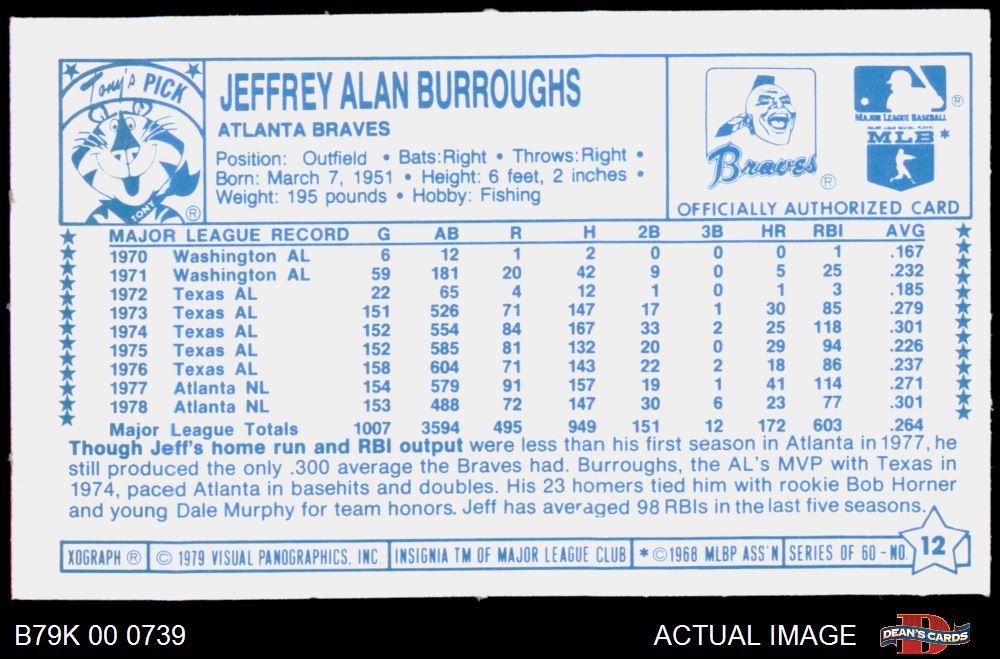 Tony's PICK
TONY ®
JEFFREY ALAN BURROUGHS
ATLANTA BRAVES
Position: Outfield • Bats:Right • Throws:Right •
Born: March 7, 1951 • Height: 6 feet, 2 inches •
Weight: 195 pounds • Hobby: Fishing
Braves ®
®
MAJOR LEAGUE BASEBALL
MAJOR LEAGUE BASEBALL PLAYERS
MLB *
OFFICIALLY AUTHORIZED CARD
MAJOR LEAGUE RECORD G AB R H 2B 3B HR RBI AVG
1970 Washington AL 6 12 1 2 0 0 0 1 .167
1971 Washington AL 59 181 20 42 9 0 5 25 .232
1972 Texas AL 22 65 4 12 1 0 1 3 .185
1973 Texas AL 151 526 71 147 17 1 30 85 .279
1974 Texas AL 152 554 84 167 33 2 25 118 .301
1975 Texas AL 152 585 81 132 20 0 29 94 .226
1976 Texas AL 158 604 71 143 22 2 18 86 .237
1977 Atlanta NL 154 579 91 157 19 1 41 114 .271
1978 Atlanta NL 153 488 72 147 30 6 23 77 .301
Major League Totals 1007 3594 495 949 151 12 172 603 .264
Though Jeff's home run and RBI output were less than his first season in Atlanta in 1977, he
still produced the only .300 average the Braves had. Burroughs, the AL's MVP with Texas in
1974, paced Atlanta in basehits and doubles. His 23 homers tied him with rookie Bob Horner
and young Dale Murphy for team honors. Jeff has averaged 98 RBIs in the last five seasons.
XOGRAPH ® © 1979 VISUAL PANOGRAPHICS, INC. INSIGNIA TM OF MAJOR LEAGUE CLUB * ©1968 MLBP ASS'N SERIES OF 60 - NO. 12
B79K 00 0739
ACTUAL IMAGE
D
DEAN'S CARDS